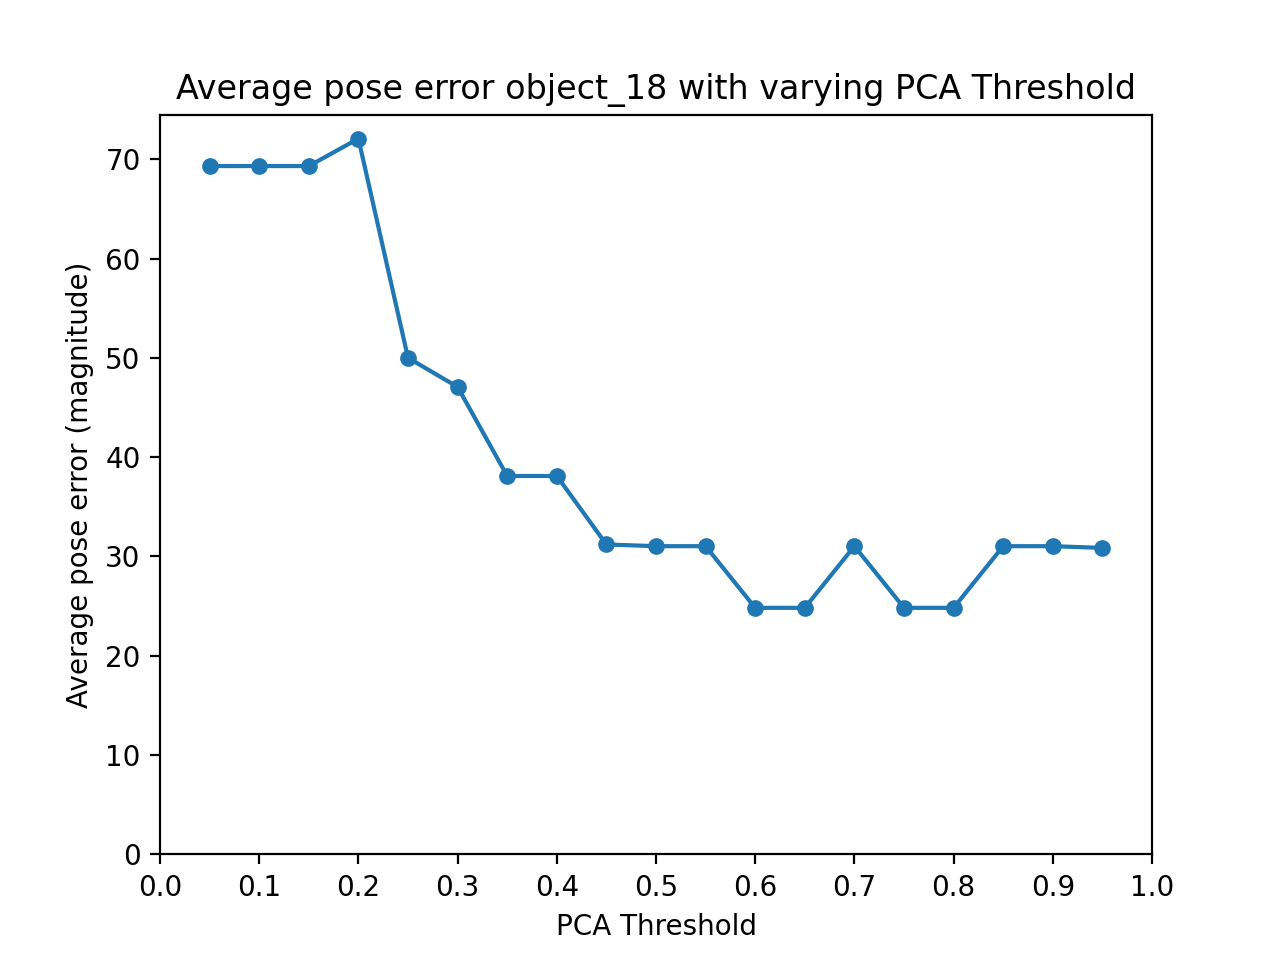 Average pose error object_18 with varying PCA Threshold
Average pose error (magnitude)
70
60
50
40
30
20
10
0
0.0 0.1 0.2 0.3 0.4 0.5 0.6 0.7 0.8 0.9 1.0
PCA Threshold